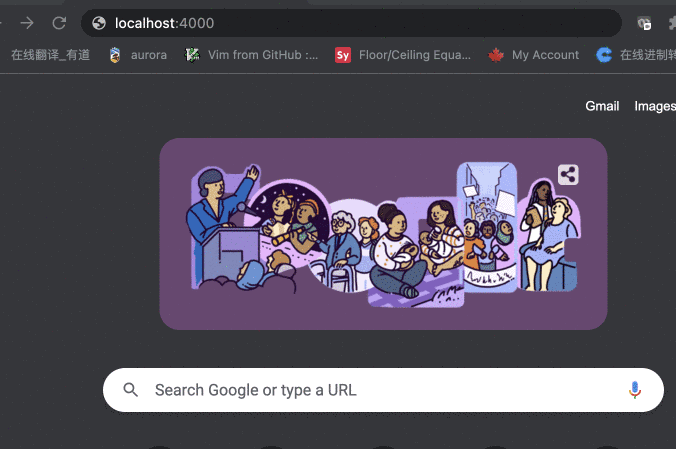 localhost:4000
在线翻译_有道 aurora Vim from GitHub :... Sy Floor/Ceiling Equa... My Account 在线进制转
Gmail Images
Search Google or type a URL